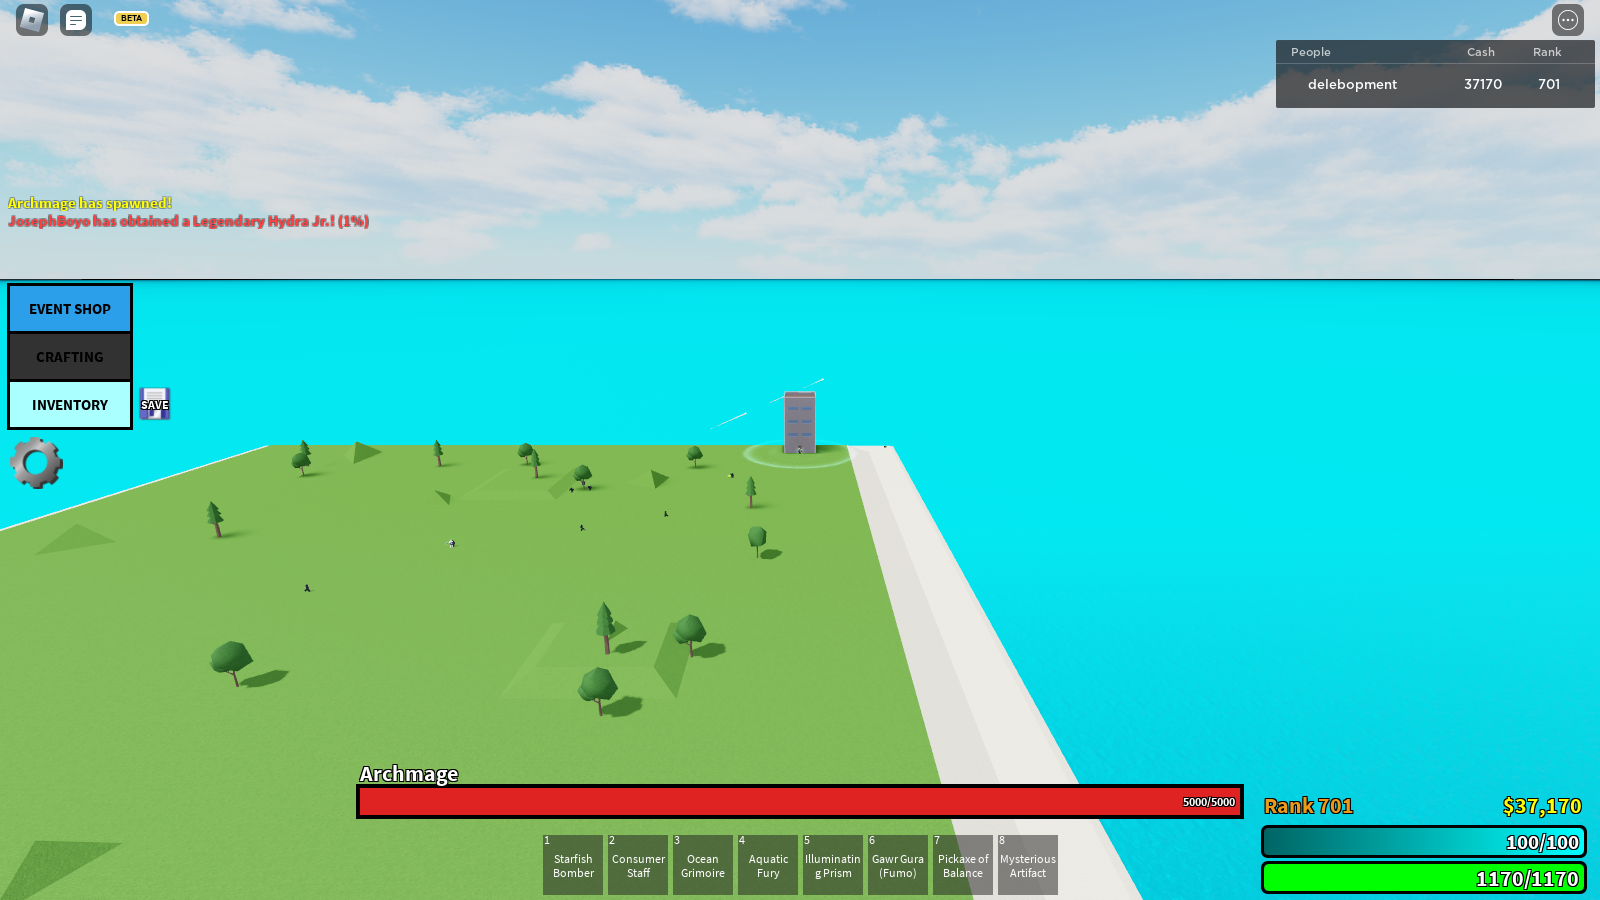 BETA
People Cash Rank
delebopment 37170 701
Archmage has spawned!
JosephBoyo has obtained a Legendary Hydra Jr.! (1%)
EVENT SHOP
CRAFTING
INVENTORY
SAVE
Archmage
5000/5000
Rank 701 $37,170
100/100
1170/1170
1 2 3 4 5 6 7 8
Starfish Consumer Ocean Aquatic Illuminatin Gawr Gura Pickaxe of Mysterious
Bomber Staff Grimoire Fury g Prism (Fumo) Balance Artifact